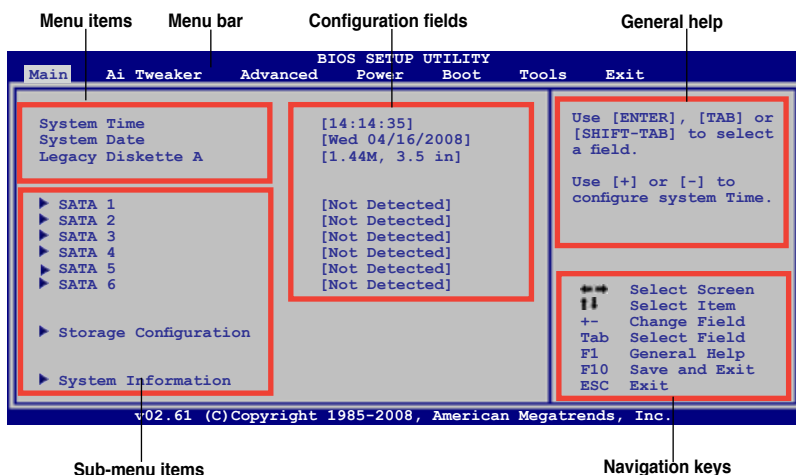 Menu items Menu bar Configuration fields General help
BIOS SETUP UTILITY
Main Ai Tweaker Advanced Power Boot Tools Exit
System Time [14:14:35]
System Date [Wed 04/16/2008]
Legacy Diskette A [1.44M, 3.5 in]
SATA 1 [Not Detected]
SATA 2 [Not Detected]
SATA 3 [Not Detected]
SATA 4 [Not Detected]
SATA 5 [Not Detected]
SATA 6 [Not Detected]
Storage Configuration
System Information
Use [ENTER], [TAB] or
[SHIFT-TAB] to select
a field.
Use [+] or [-] to
configure system Time.
Select Screen
Select Item
+- Change Field
Tab Select Field
F1 General Help
F10 Save and Exit
ESC Exit
v02.61 (C)Copyright 1985-2008, American Megatrends, Inc.
Sub-menu items Navigation keys